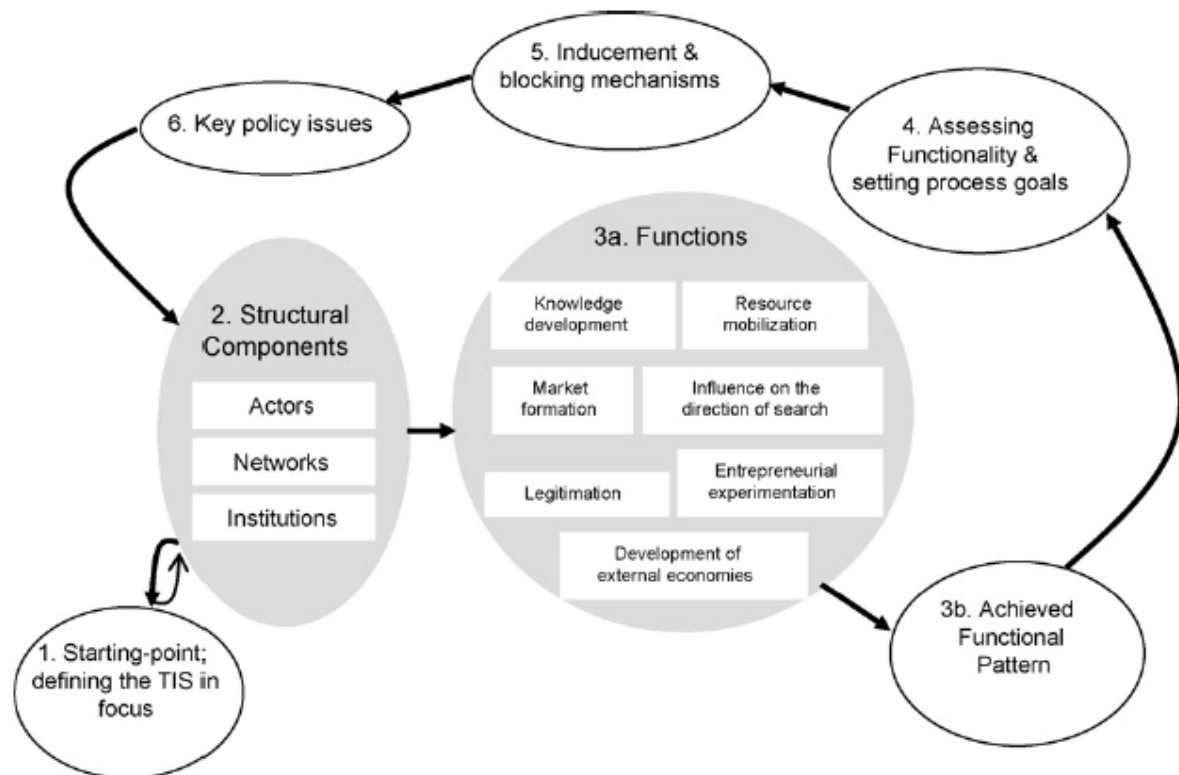 5. Inducement &
blocking mechanisms
6. Key policy issues
4. Assessing
Functionality &
setting process goals
3a. Functions
Knowledge
development
Resource
mobilization
2. Structural
Components
Market
formation
Influence on the
direction of search
Actors
Networks
Institutions
Legitimation
Entrepreneurial
experimentation
Development of
external economies
3b. Achieved
Functional
Pattern
1. Starting-point;
defining the TIS in
focus